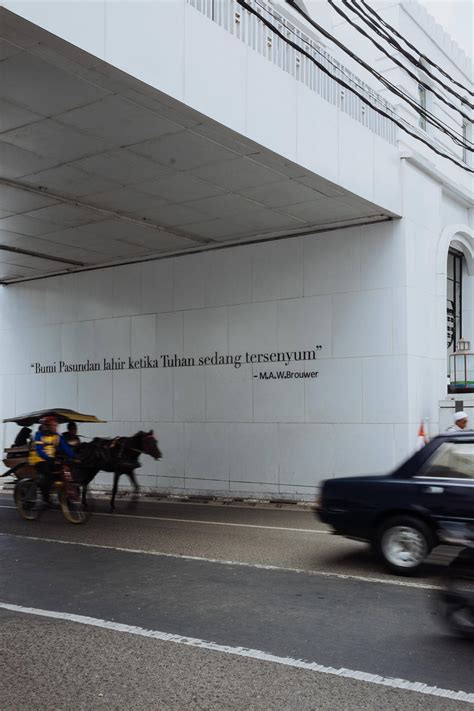 “Bumi Pasundan lahir ketika Tuhan sedang tersenyum”
- M.A.W.Brouwer